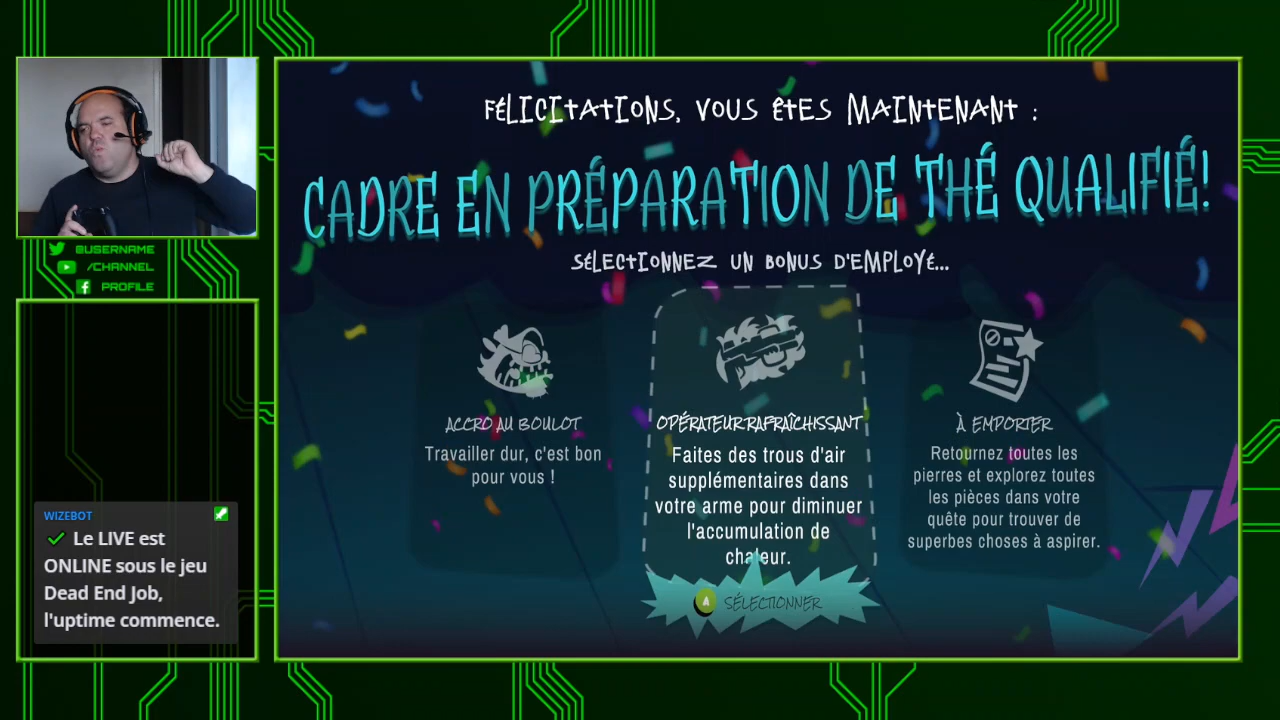 FÉLICITATIONS, VOUS ÊTES MAINTENANT :
CADRE EN PRÉPARATION DE THÉ QUALIFIÉ!
SÉLECTIONNEZ UN BONUS D'EMPLOYÉ...
@USERNAME
/CHANNEL
PROFILE
ACCRO AU BOULOT
Travailler dur, c'est bon
pour vous !
OPÉRATEUR RAFRAÎCHISSANT
Faites des trous d'air
supplémentaires dans
votre arme pour diminuer
l'accumulation de
chaleur.
À EMPORTER
Retournez toutes les
pierres et explorez toutes
les pièces dans votre
quête pour trouver de
superbes choses à aspirer.
A SÉLECTIONNER
WIZEBOT
Le LIVE est
ONLINE sous le jeu
Dead End Job,
l'uptime commence.